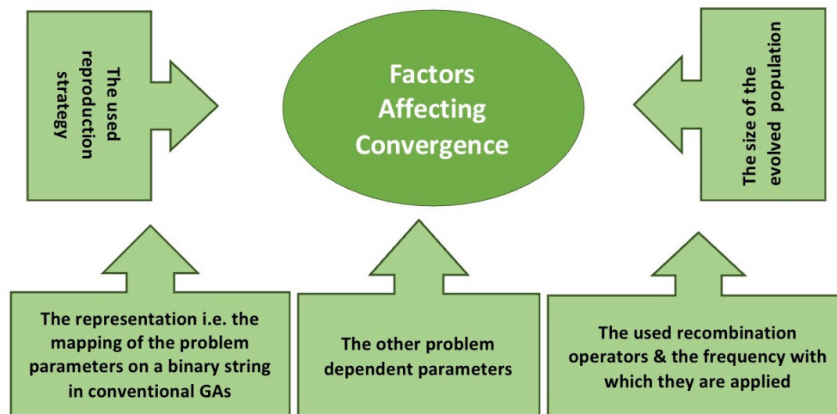 The used
reproduction
strategy
Factors
Affecting
Convergence
The size of the
evolved population
The representation i.e. the
mapping of the problem
parameters on a binary string
in conventional GAs
The other problem
dependent parameters
The used recombination
operators & the frequency with
which they are applied